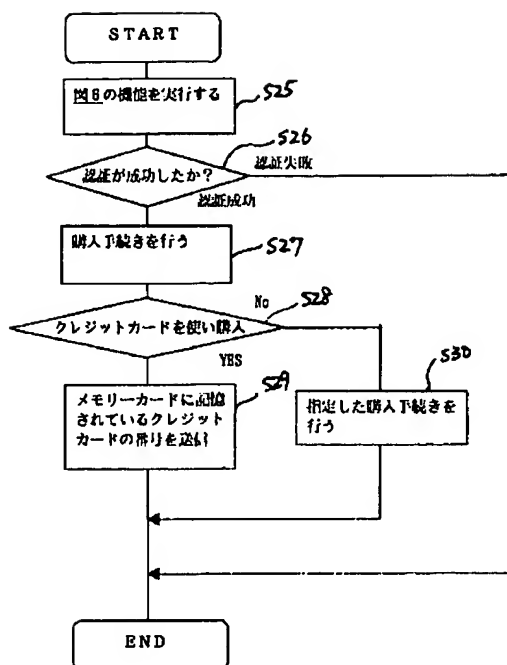 START
図8の機能を実行する
S25
S26
認証が成功したか？
認証失敗
認証成功
購入手続きを行う
S27
No
S28
クレジットカードを使い購入
YES
S29
S30
メモリーカードに記憶
されているクレジット
カードの番号を送信
指定した購入手続きを
行う
END